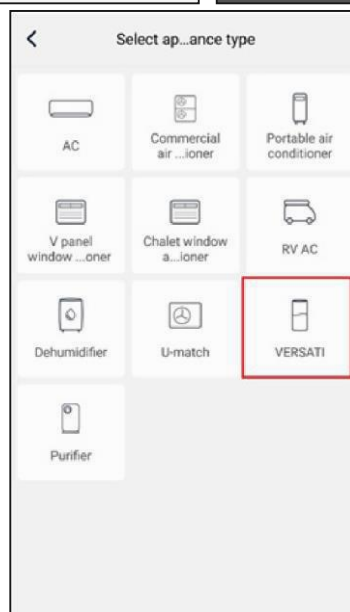 Select ap...ance type
AC
Commercial
air ...ioner
Portable air
conditioner
V panel
window ...oner
Chalet window
a...ioner
RV AC
Dehumidifier
U-match
VERSATI
Purifier